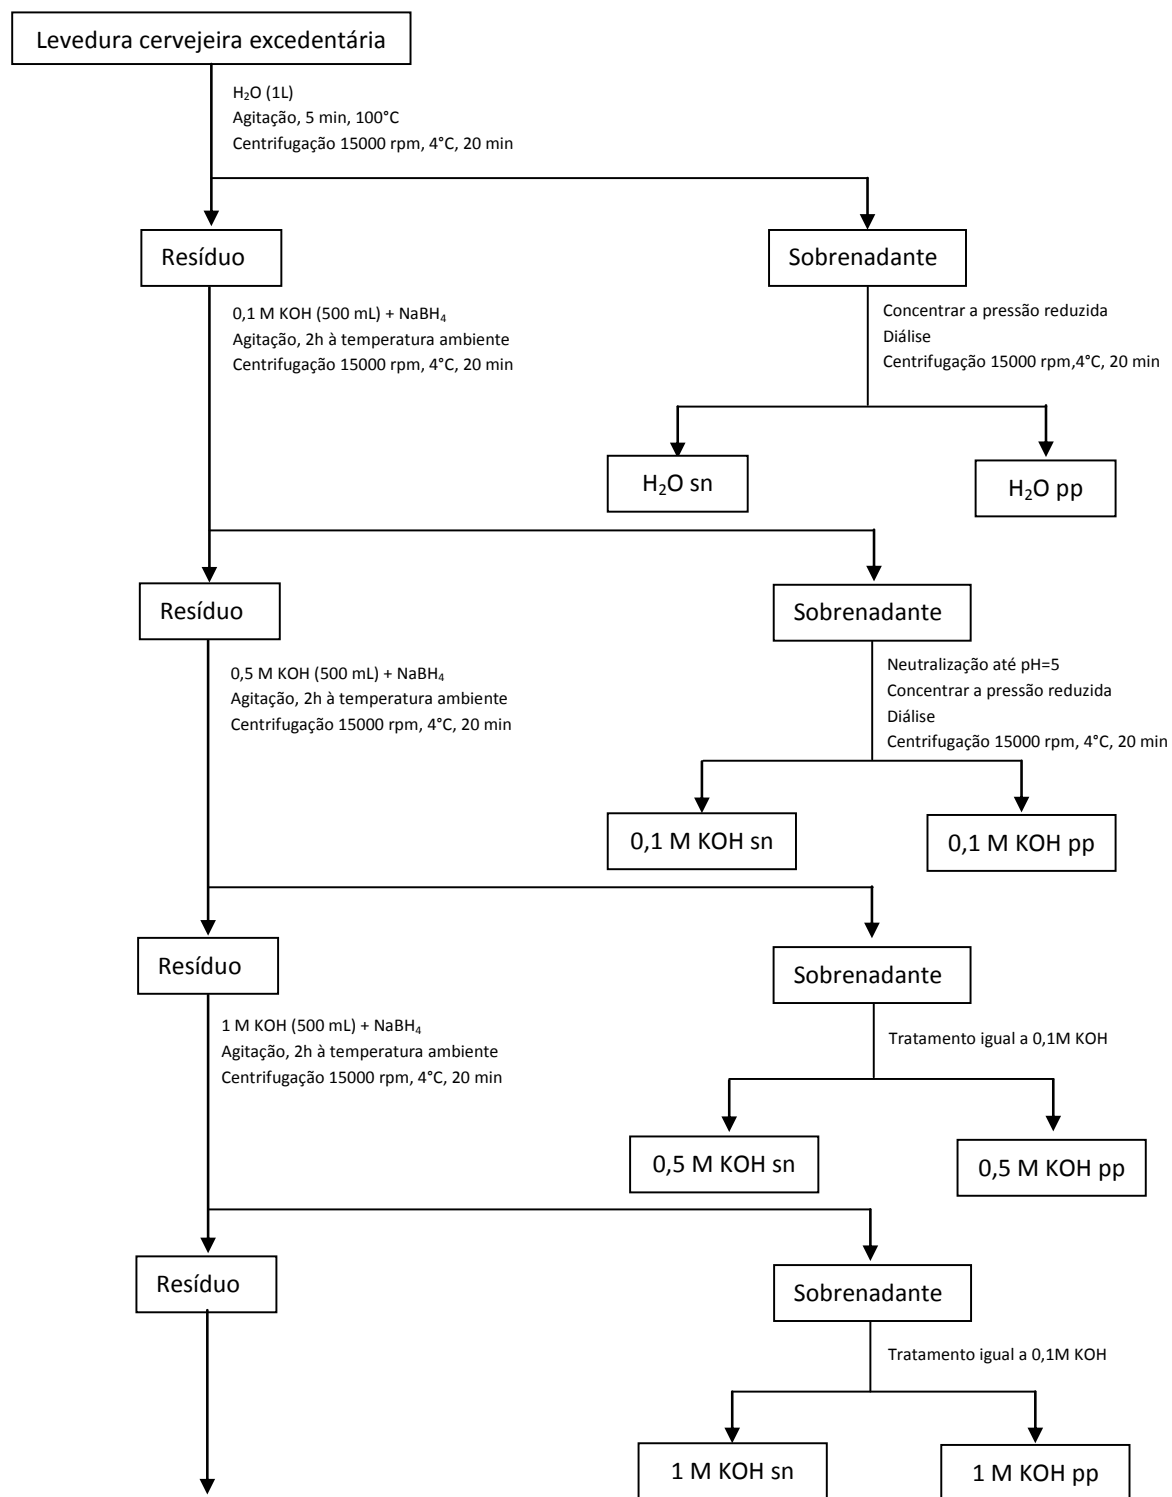 Levedura cervejeira excedentária
H₂O (1L)
Agitação, 5 min, 100°C
Centrifugação 15000 rpm, 4°C, 20 min
Resíduo
Sobrenadante
0,1 M KOH (500 mL) + NaBH₄
Agitação, 2h à temperatura ambiente
Centrifugação 15000 rpm, 4°C, 20 min
Concentrar a pressão reduzida
Diálise
Centrifugação 15000 rpm,4°C, 20 min
H₂O sn
H₂O pp
Resíduo
Sobrenadante
0,5 M KOH (500 mL) + NaBH₄
Agitação, 2h à temperatura ambiente
Centrifugação 15000 rpm, 4°C, 20 min
Neutralização até pH=5
Concentrar a pressão reduzida
Diálise
Centrifugação 15000 rpm, 4°C, 20 min
0,1 M KOH sn
0,1 M KOH pp
Resíduo
Sobrenadante
1 M KOH (500 mL) + NaBH₄
Agitação, 2h à temperatura ambiente
Centrifugação 15000 rpm, 4°C, 20 min
Tratamento igual a 0,1M KOH
0,5 M KOH sn
0,5 M KOH pp
Resíduo
Sobrenadante
Tratamento igual a 0,1M KOH
1 M KOH sn
1 M KOH pp